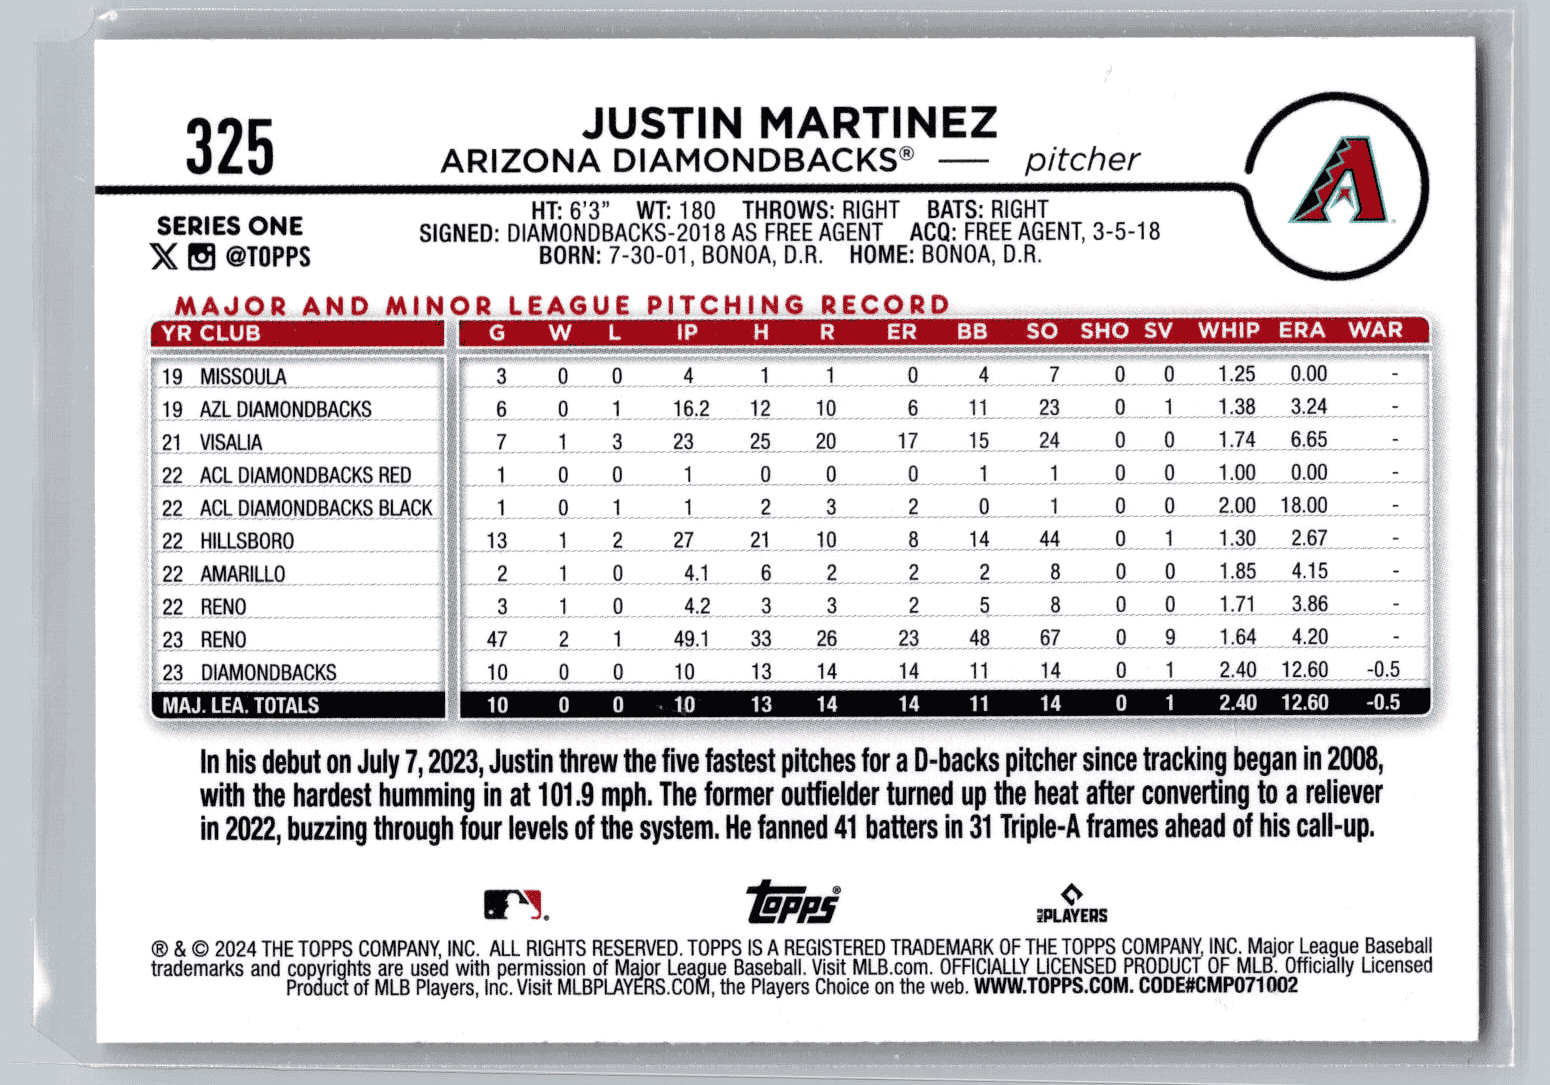 325
JUSTIN MARTINEZ
ARIZONA DIAMONDBACKS® — pitcher
SERIES ONE
@TOPPS
HT: 6'3" WT: 180 THROWS: RIGHT BATS: RIGHT
SIGNED: DIAMONDBACKS-2018 AS FREE AGENT ACQ: FREE AGENT, 3-5-18
BORN: 7-30-01, BONOA, D.R. HOME: BONOA, D.R.
MAJOR AND MINOR LEAGUE PITCHING RECORD
YR CLUB G W L IP H R ER BB SO SHO SV WHIP ERA WAR
19 MISSOULA 3 0 0 4 1 1 0 4 7 0 0 1.25 0.00 -
19 AZL DIAMONDBACKS 6 0 1 16.2 12 10 6 11 23 0 1 1.38 3.24 -
21 VISALIA 7 1 3 23 25 20 17 15 24 0 0 1.74 6.65 -
22 ACL DIAMONDBACKS RED 1 0 0 1 0 0 0 1 1 0 0 1.00 0.00 -
22 ACL DIAMONDBACKS BLACK 1 0 1 1 2 3 2 0 1 0 0 2.00 18.00 -
22 HILLSBORO 13 1 2 27 21 10 8 14 44 0 1 1.30 2.67 -
22 AMARILLO 2 1 0 4.1 6 2 2 2 8 0 0 1.85 4.15 -
22 RENO 3 1 0 4.2 3 3 2 5 8 0 0 1.71 3.86 -
23 RENO 47 2 1 49.1 33 26 23 48 67 0 9 1.64 4.20 -
23 DIAMONDBACKS 10 0 0 10 13 14 14 11 14 0 1 2.40 12.60 -0.5
MAJ. LEA. TOTALS 10 0 0 10 13 14 14 11 14 0 1 2.40 12.60 -0.5
In his debut on July 7, 2023, Justin threw the five fastest pitches for a D-backs pitcher since tracking began in 2008,
with the hardest humming in at 101.9 mph. The former outfielder turned up the heat after converting to a reliever
in 2022, buzzing through four levels of the system. He fanned 41 batters in 31 Triple-A frames ahead of his call-up.
Topps®
MLB PLAYERS
® & © 2024 THE TOPPS COMPANY, INC. ALL RIGHTS RESERVED. TOPPS IS A REGISTERED TRADEMARK OF THE TOPPS COMPANY, INC. Major League Baseball
trademarks and copyrights are used with permission of Major League Baseball. Visit MLB.com. OFFICIALLY LICENSED PRODUCT OF MLB. Officially Licensed
Product of MLB Players, Inc. Visit MLBPLAYERS.COM, the Players Choice on the web. WWW.TOPPS.COM. CODE#CMP071002